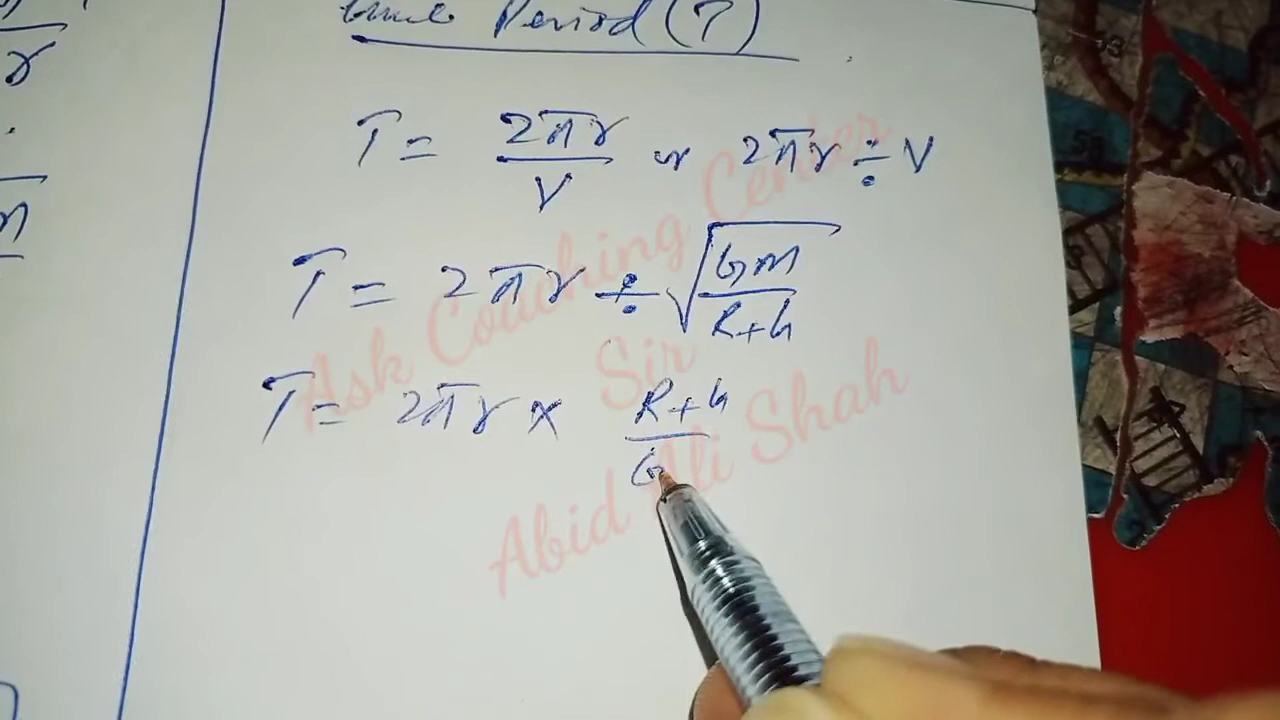 Time Period (T)
T = 2πr / V or 2πr ÷ V
T = 2πr ÷ √(GM / R+h)
T = 2πr × R+h / G
Ask Coaching Center
Sir
Abid Ali Shah